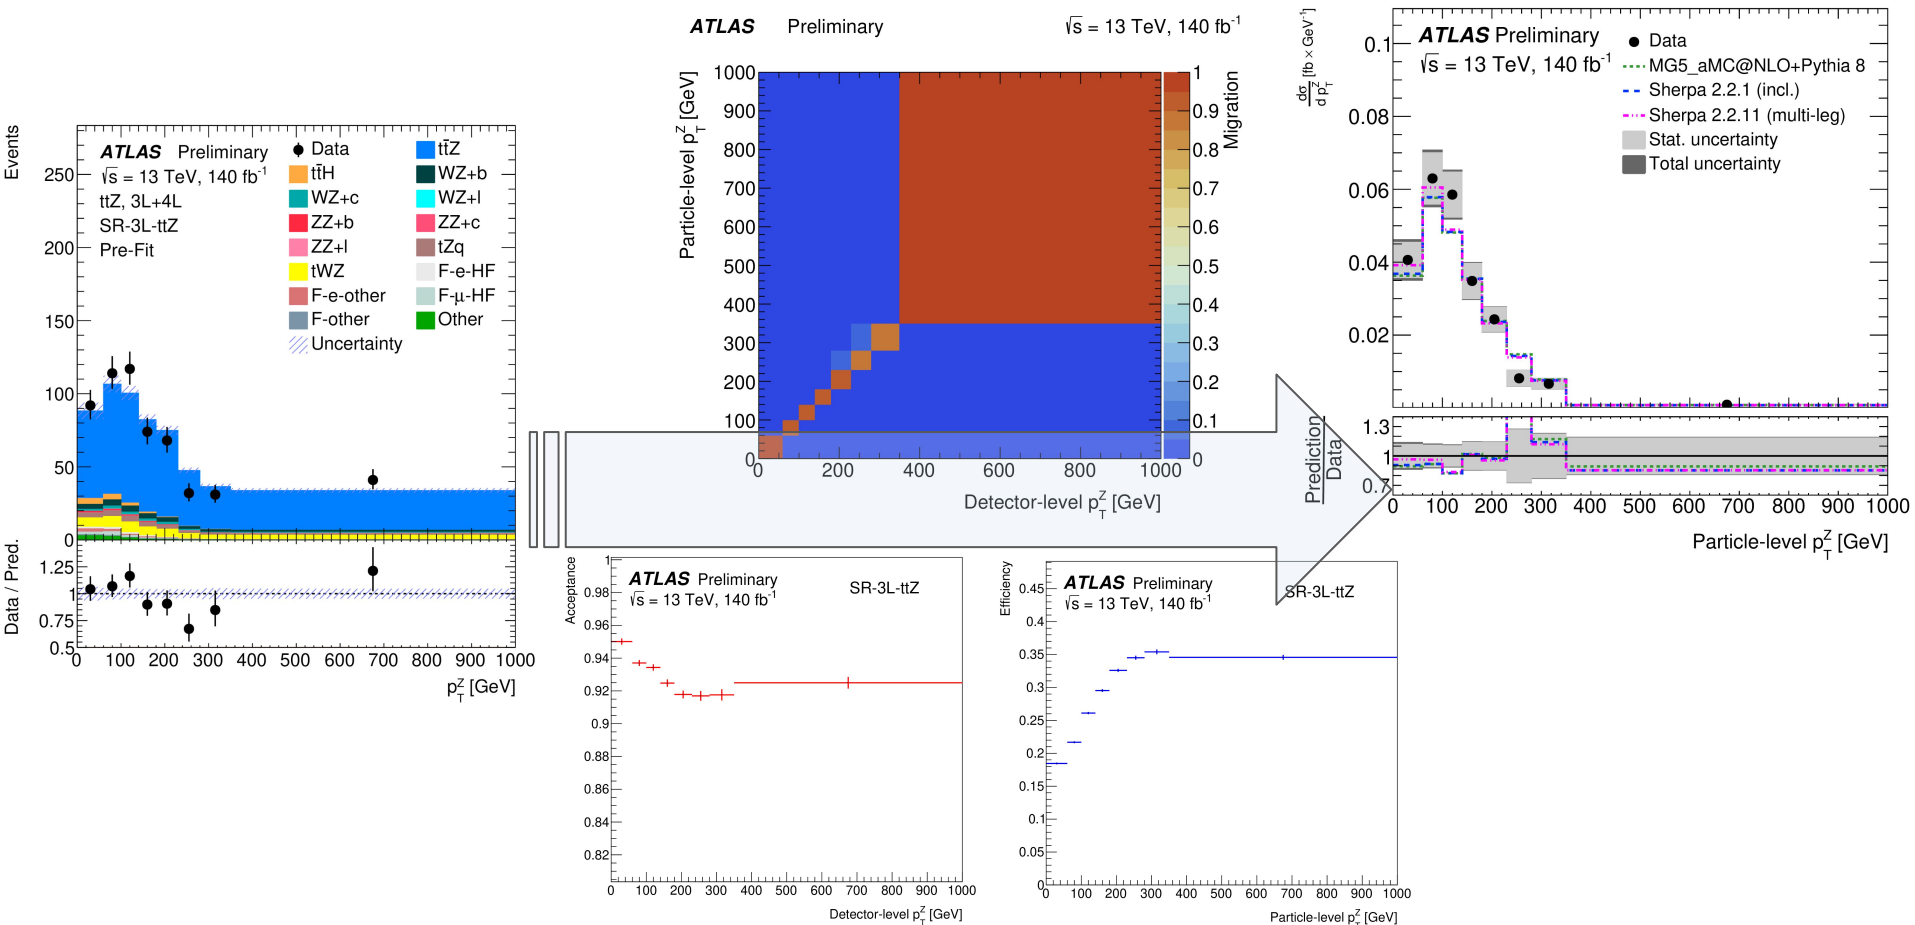 Events
ATLAS Preliminary
√s = 13 TeV, 140 fb⁻¹
ttZ, 3L+4L
SR-3L-ttZ
Pre-Fit
Data
tt̄Z
tt̄H
WZ+b
WZ+c
WZ+l
ZZ+b
ZZ+c
ZZ+l
tZq
tWZ
F-e-HF
F-e-other
F-μ-HF
F-other
Other
Uncertainty
250
200
150
100
50
0
Data / Pred.
1.25
1
0.75
0.5
0 100 200 300 400 500 600 700 800 900 1000
p_T^Z [GeV]
ATLAS Preliminary
√s = 13 TeV, 140 fb⁻¹
Particle-level p_T^Z [GeV]
1000
900
800
700
600
500
400
300
200
100
0
0 200 400 600 800 1000
Detector-level p_T^Z [GeV]
1
0.9
0.8
0.7
0.6
0.5
0.4
0.3
0.2
0.1
0
Migration
Acceptance
ATLAS Preliminary
√s = 13 TeV, 140 fb⁻¹
SR-3L-ttZ
1
0.98
0.96
0.94
0.92
0.9
0.88
0.86
0.84
0.82
0 100 200 300 400 500 600 700 800 900 1000
Detector-level p_T^Z [GeV]
Efficiency
ATLAS Preliminary
√s = 13 TeV, 140 fb⁻¹
SR-3L-ttZ
0.45
0.4
0.35
0.3
0.25
0.2
0.15
0.1
0.05
0
0 100 200 300 400 500 600 700 800 900 1000
Particle-level p_T^Z [GeV]
dσ/d p_T^Z [fb × GeV⁻¹]
ATLAS Preliminary
√s = 13 TeV, 140 fb⁻¹
Data
MG5_aMC@NLO+Pythia 8
Sherpa 2.2.1 (incl.)
Sherpa 2.2.11 (multi-leg)
Stat. uncertainty
Total uncertainty
0.1
0.08
0.06
0.04
0.02
Prediction
Data
1.3
1
0.7
0 100 200 300 400 500 600 700 800 900 1000
Particle-level p_T^Z [GeV]